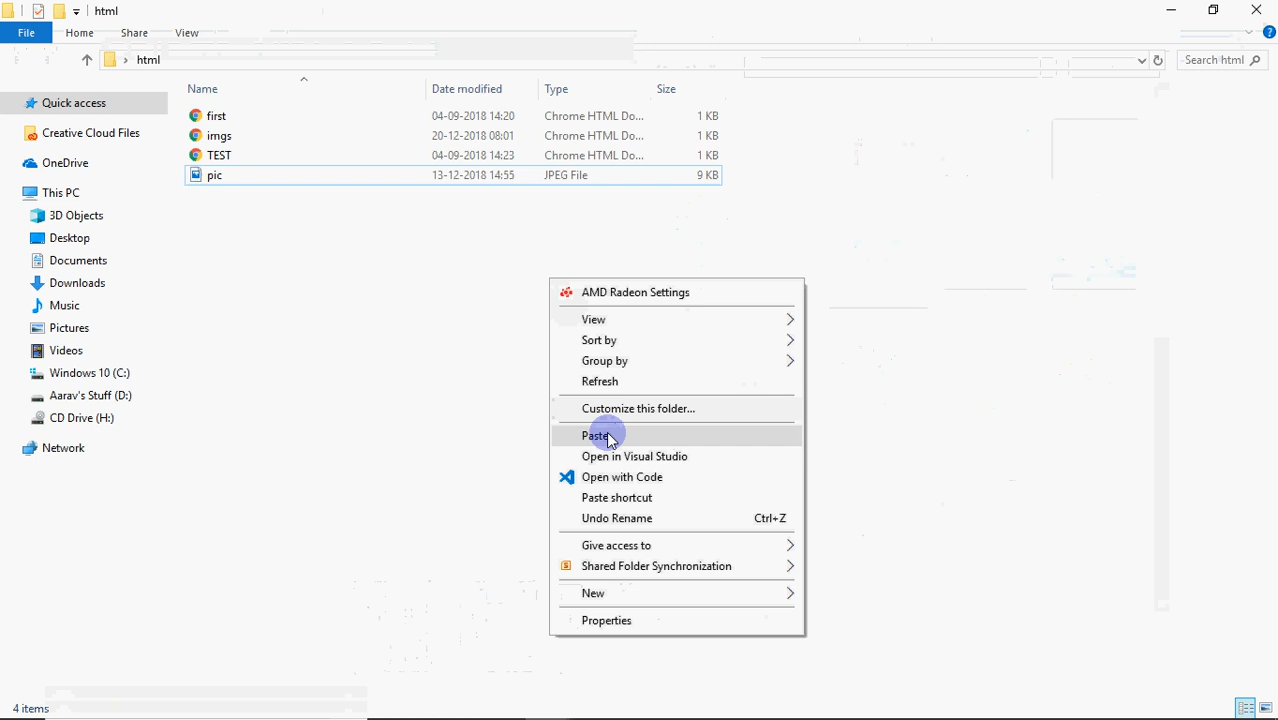 html
File Home Share View
html
Search html
Name Date modified Type Size
Quick access
first 04-09-2018 14:20 Chrome HTML Do... 1 KB
Creative Cloud Files
imgs 20-12-2018 08:01 Chrome HTML Do... 1 KB
TEST 04-09-2018 14:23 Chrome HTML Do... 1 KB
OneDrive
pic 13-12-2018 14:55 JPEG File 9 KB
This PC
3D Objects
Desktop
Documents
Downloads
Music
Pictures
Videos
Windows 10 (C:)
Aarav's Stuff (D:)
CD Drive (H:)
Network
AMD Radeon Settings
View
Sort by
Group by
Refresh
Customize this folder...
Paste
Open in Visual Studio
Open with Code
Paste shortcut
Undo Rename Ctrl+Z
Give access to
Shared Folder Synchronization
New
Properties
4 items